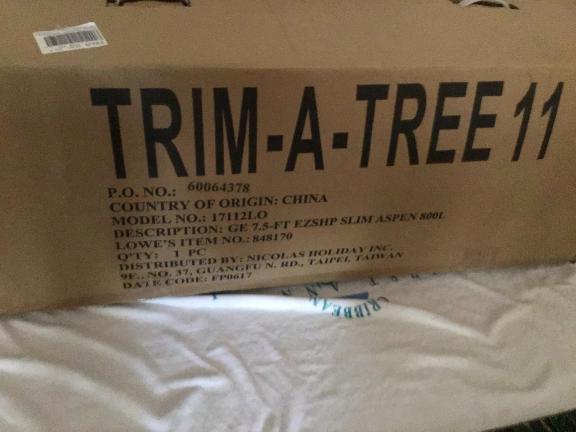 TRIM-A-TREE 11
P.O. NO.: 60064378
COUNTRY OF ORIGIN: CHINA
MODEL NO.: 17112LO
DESCRIPTION: GE 7.5-FT EZSHP SLIM ASPEN 800L
LOWE'S ITEM NO.: 848170
Q'TY: 1 PC
DISTRIBUTED BY: NICOLAS HOLIDAY INC.
9F., NO. 37, GUANGFU N. RD., TAIPEI, TAIWAN
DATE CODE: FP0617
CARIBBEAN